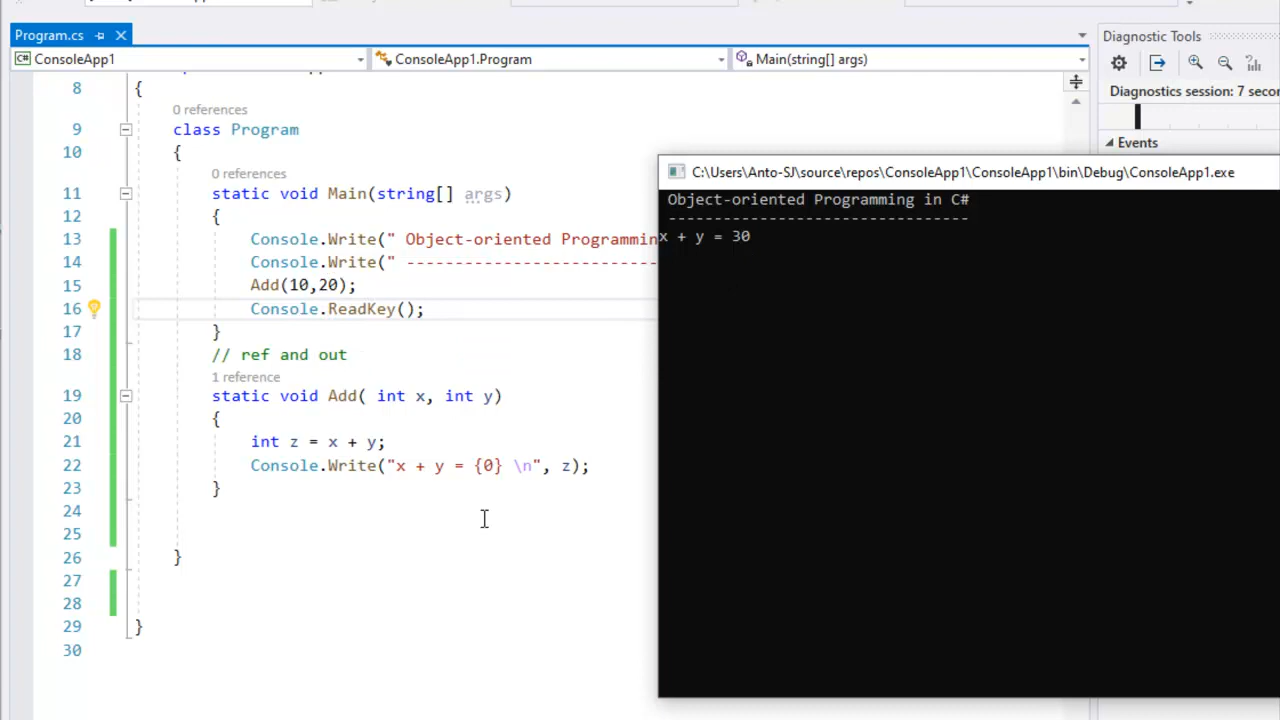 Program.cs
ConsoleApp1
ConsoleApp1.Program
Main(string[] args)
Diagnostic Tools
Diagnostics session: 7 secon
Events
8 {
0 references
9 class Program
10 {
0 references
11 static void Main(string[] args)
12 {
13 Console.Write(" Object-oriented Programmin
14 Console.Write(" --------------------------
15 Add(10,20);
16 Console.ReadKey();
17 }
18 // ref and out
1 reference
19 static void Add( int x, int y)
20 {
21 int z = x + y;
22 Console.Write("x + y = {0} \n", z);
23 }
24
25
26 }
27
28
29 }
30
C:\Users\Anto-SJ\source\repos\ConsoleApp1\ConsoleApp1\bin\Debug\ConsoleApp1.exe
Object-oriented Programming in C#
---------------------------------
x + y = 30